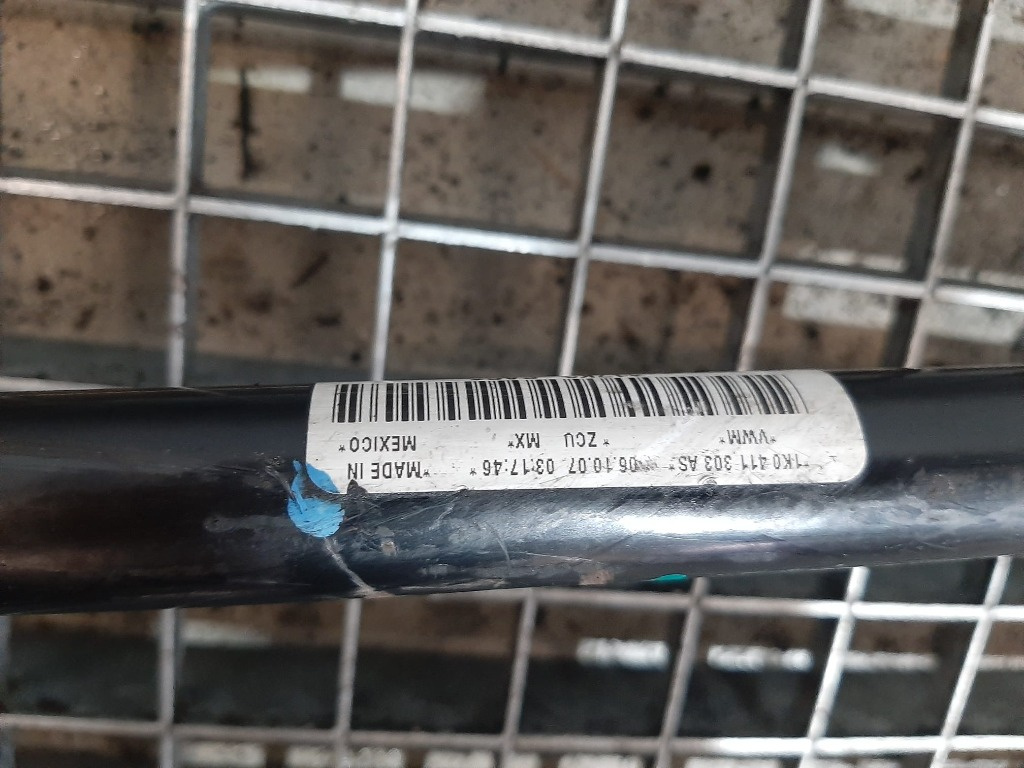 *1K0 411 303 AS* 06.10.07 03:17:46* *MADE IN
*VWM* * ZCU MX* MEXICO*